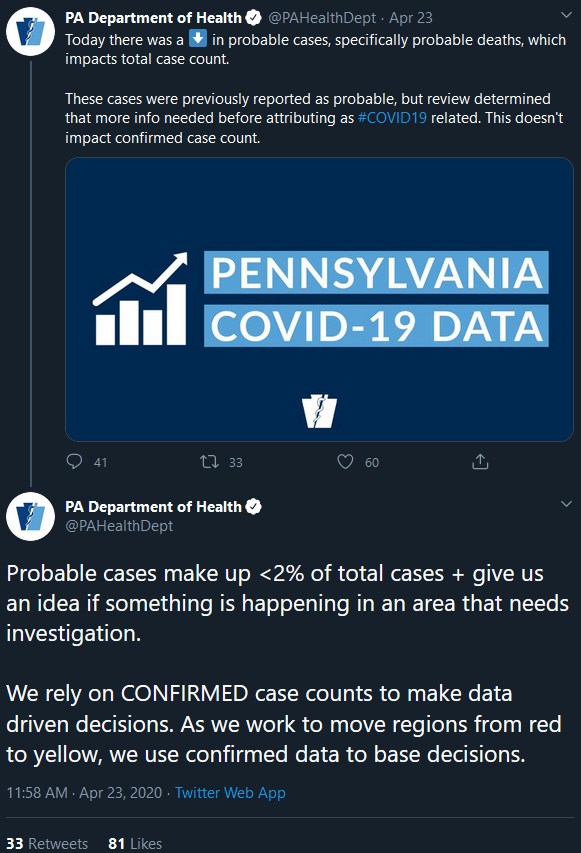 PA Department of Health @PAHealthDept · Apr 23
Today there was a ⬇ in probable cases, specifically probable deaths, which
impacts total case count.
These cases were previously reported as probable, but review determined
that more info needed before attributing as #COVID19 related. This doesn't
impact confirmed case count.
PENNSYLVANIA
COVID-19 DATA
41 33 60
PA Department of Health
@PAHealthDept
Probable cases make up <2% of total cases + give us
an idea if something is happening in an area that needs
investigation.
We rely on CONFIRMED case counts to make data
driven decisions. As we work to move regions from red
to yellow, we use confirmed data to base decisions.
11:58 AM · Apr 23, 2020 · Twitter Web App
33 Retweets 81 Likes